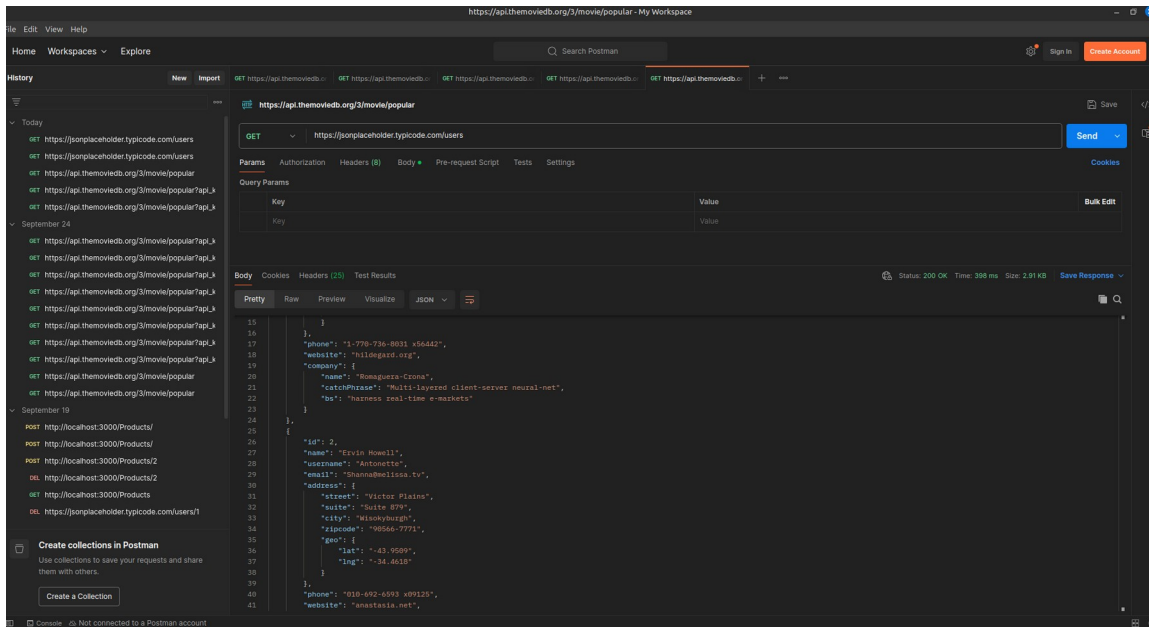 https://api.themoviedb.org/3/movie/popular - My Workspace
File Edit View Help
Home Workspaces Explore
Search Postman
Sign In
Create Account
History New Import
GET https://api.themoviedb.o GET https://api.themoviedb.o GET https://api.themoviedb.o GET https://api.themoviedb.o GET https://api.themoviedb.o
https://api.themoviedb.org/3/movie/popular
Save
Today
GET https://jsonplaceholder.typicode.com/users
GET https://jsonplaceholder.typicode.com/users
GET https://api.themoviedb.org/3/movie/popular
GET https://api.themoviedb.org/3/movie/popular?api_k
GET https://api.themoviedb.org/3/movie/popular?api_k
September 24
GET https://api.themoviedb.org/3/movie/popular?api_k
GET https://api.themoviedb.org/3/movie/popular?api_k
GET https://api.themoviedb.org/3/movie/popular?api_k
GET https://api.themoviedb.org/3/movie/popular?api_k
GET https://api.themoviedb.org/3/movie/popular?api_k
GET https://api.themoviedb.org/3/movie/popular?api_k
GET https://api.themoviedb.org/3/movie/popular?api_k
GET https://api.themoviedb.org/3/movie/popular?api_k
GET https://api.themoviedb.org/3/movie/popular
GET https://api.themoviedb.org/3/movie/popular
September 19
POST http://localhost:3000/Products/
POST http://localhost:3000/Products/
POST http://localhost:3000/Products/2
DEL http://localhost:3000/Products/2
GET http://localhost:3000/Products
DEL https://jsonplaceholder.typicode.com/users/1
Create collections in Postman
Use collections to save your requests and share
them with others.
Create a Collection
GET https://jsonplaceholder.typicode.com/users
Send
Params Authorization Headers (8) Body Pre-request Script Tests Settings
Cookies
Query Params
Key Value Bulk Edit
Key Value
Body Cookies Headers (25) Test Results
Status: 200 OK Time: 398 ms Size: 2.91 KB Save Response
Pretty Raw Preview Visualize JSON
15 }
16 },
17 "phone": "1-770-736-8031 x56442",
18 "website": "hildegard.org",
19 "company": {
20 "name": "Romaguera-Crona",
21 "catchPhrase": "Multi-layered client-server neural-net",
22 "bs": "harness real-time e-markets"
23 }
24 },
25 {
26 "id": 2,
27 "name": "Ervin Howell",
28 "username": "Antonette",
29 "email": "Shanna@melissa.tv",
30 "address": {
31 "street": "Victor Plains",
32 "suite": "Suite 879",
33 "city": "Wisokyburgh",
34 "zipcode": "90566-7771",
35 "geo": {
36 "lat": "-43.9509",
37 "lng": "-34.4618"
38 }
39 },
40 "phone": "010-692-6593 x09125",
41 "website": "anastasia.net",
Console Not connected to a Postman account